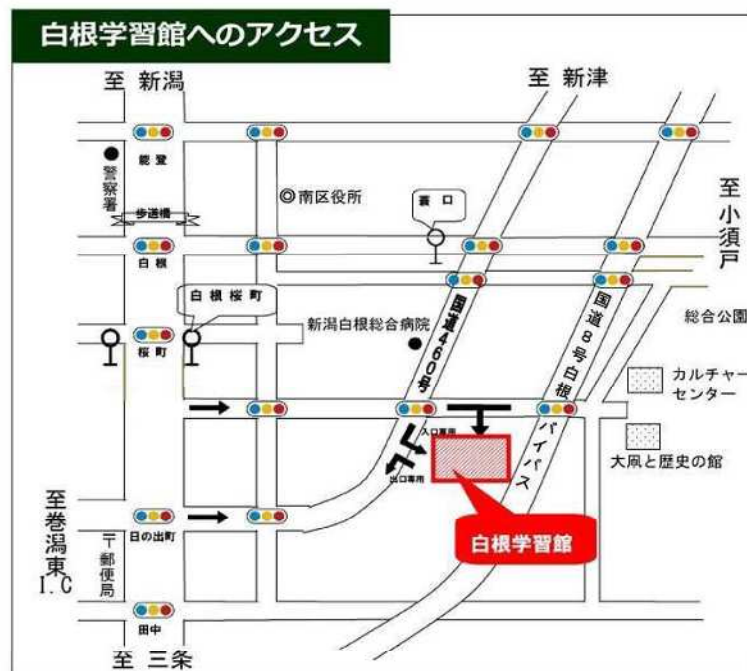 白根学習館へのアクセス
至 新潟
至 新津
能登
警察署
歩道橋
◎南区役所
蓑口
至小須戸
白根
白根桜町
国道460号
国道8号白根バイパス
総合公園
新潟白根総合病院
桜町
カルチャーセンター
入口専用
出口専用
大凧と歴史の館
至巻潟東I.C
日の出町
〒郵便局
白根学習館
田中
至 三条